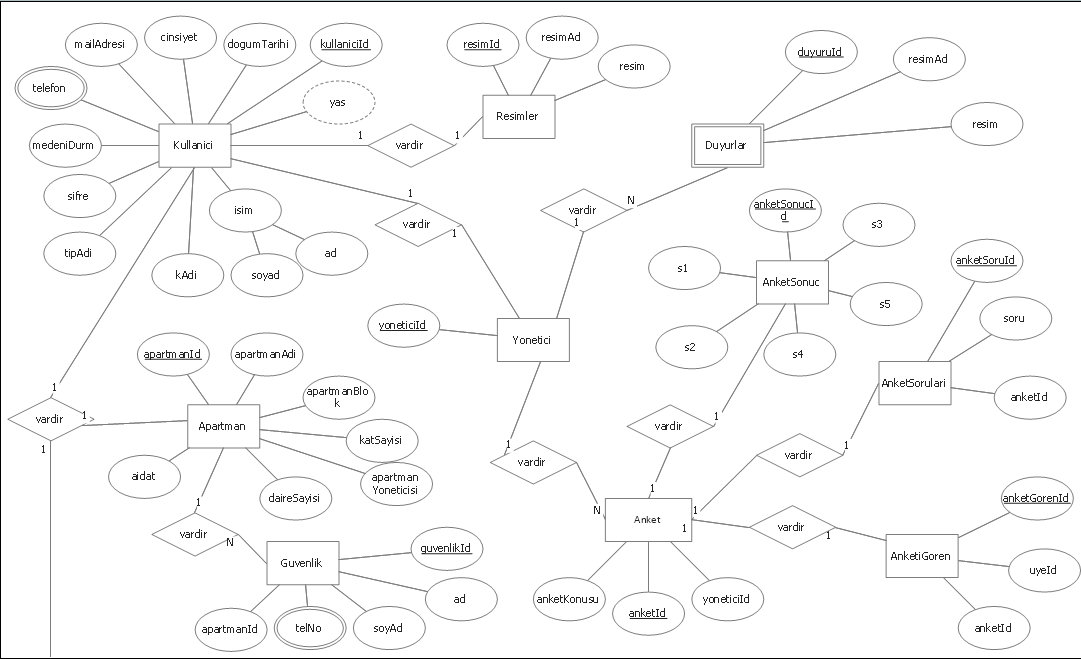 mailAdresi
cinsiyet
dogumTarihi
kullaniciId
telefon
yas
medeniDurm
Kullanici
sifre
tipAdi
kAdi
isim
soyad
ad
1
vardir
1
resimId
resimAd
resim
Resimler
duyuruId
resimAd
resim
Duyurlar
1
vardir
1
vardir
1
N
yoneticiId
Yonetici
anketSonucI
d
s3
s1
AnketSonuc
s5
s2
s4
anketSoruId
soru
AnketSorulari
anketId
1
vardir
1
>
1
apartmanId
apartmanAdi
apartmanBlo
k
Apartman
katSayisi
apartman
Yoneticisi
aidat
daireSayisi
1
vardir
N
Guvenlik
guvenlikId
ad
apartmanId
telNo
soyAd
1
vardir
N
vardir
1
1
vardir
1
1
Anket
1
vardir
1
anketKonusu
anketId
yoneticiId
anketGorenId
AnketiGoren
uyeId
anketId